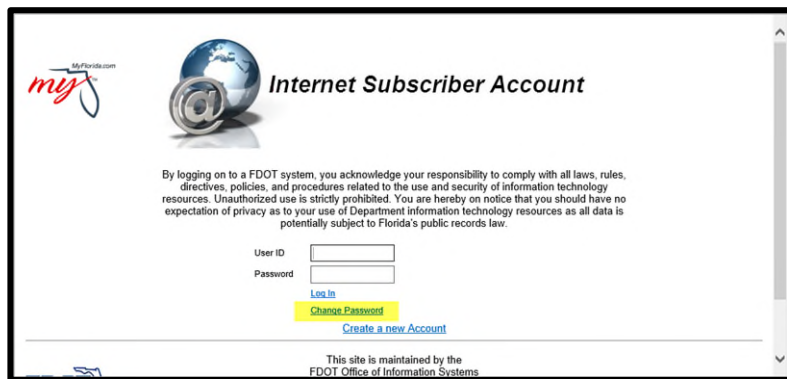 MyFlorida.com
my
Internet Subscriber Account
By logging on to a FDOT system, you acknowledge your responsibility to comply with all laws, rules,
directives, policies, and procedures related to the use and security of information technology
resources. Unauthorized use is strictly prohibited. You are hereby on notice that you should have no
expectation of privacy as to your use of Department information technology resources as all data is
potentially subject to Florida's public records law.
User ID
Password
Log In
Change Password
Create a new Account
This site is maintained by the
FDOT Office of Information Systems